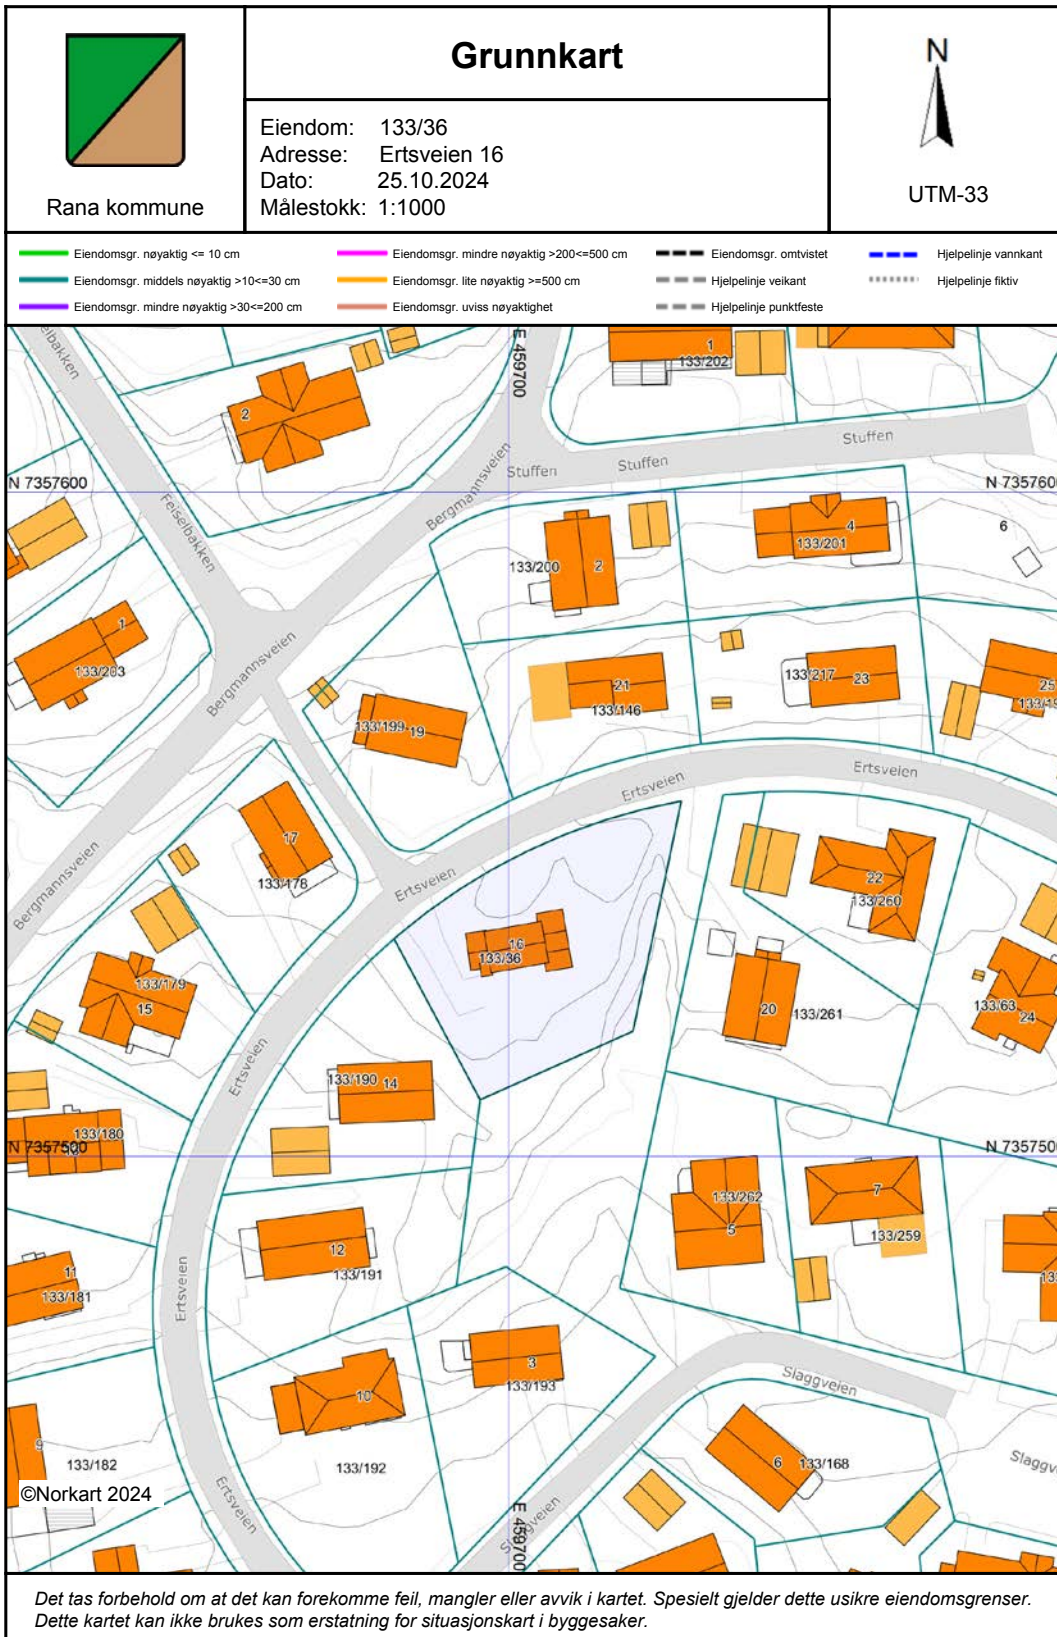 Grunnkart
N
Eiendom: 133/36
Adresse: Ertsveien 16
Dato: 25.10.2024
Målestokk: 1:1000
Rana kommune
UTM-33
Eiendomsgr. nøyaktig <= 10 cm
Eiendomsgr. middels nøyaktig >10<=30 cm
Eiendomsgr. mindre nøyaktig >30<=200 cm
Eiendomsgr. mindre nøyaktig >200<=500 cm
Eiendomsgr. lite nøyaktig >=500 cm
Eiendomsgr. uviss nøyaktighet
Eiendomsgr. omtvistet
Hjelpelinje veikant
Hjelpelinje punktfeste
Hjelpelinje vannkant
Hjelpelinje fiktiv
E 459700
1
133/202
2
Stuffen
Stuffen
Stuffen
N 7357600
Bergmannsveien
Feiselbakken
4
133/201
6
133/200
2
1
133/203
Bergmannsveien
133/217
23
21
133/146
25
133/199
19
Ertsveien
Ertsveien
17
133/178
Ertsveien
Bergmannsveien
22
133/260
16
133/36
133/179
15
20
133/261
133/63
24
Ertsveien
133/190
14
133/180
N 7357500
N 7357500
133/262
5
7
133/259
12
133/191
11
133/181
Ertsveien
3
133/193
10
Slaggveien
9
133/182
133/192
6
133/168
©Norkart 2024
Ertsveien
E 459700
Slaggveien
Det tas forbehold om at det kan forekomme feil, mangler eller avvik i kartet. Spesielt gjelder dette usikre eiendomsgrenser.
Dette kartet kan ikke brukes som erstatning for situasjonskart i byggesaker.